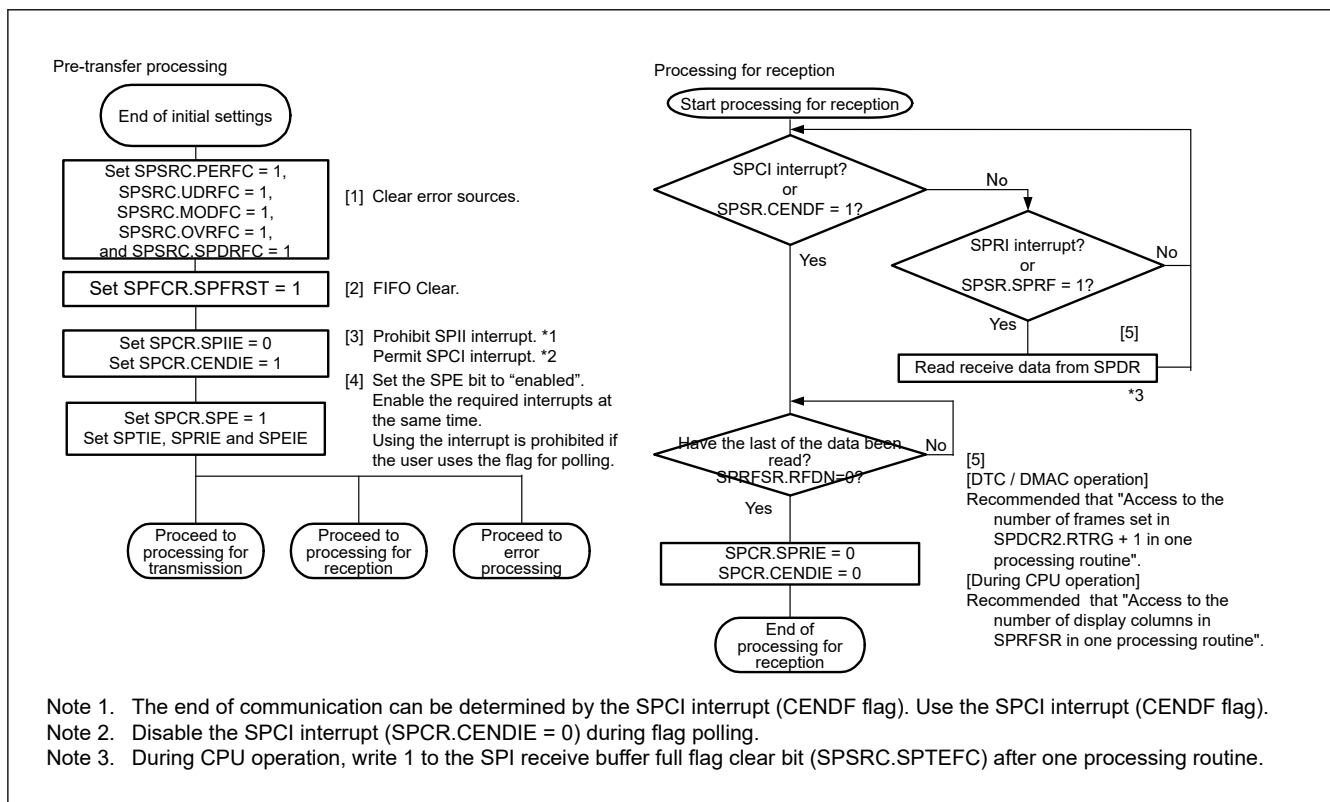 Pre-transfer processing
End of initial settings
Set SPSRC.PERFC = 1,
SPSRC.UDRFC = 1,
SPSRC.MODFC = 1,
SPSRC.OVRFC = 1,
and SPSRC.SPDRFC = 1
[1] Clear error sources.
Set SPFCR.SPFRST = 1
[2] FIFO Clear.
Set SPCR.SPIIE = 0
Set SPCR.CENDIE = 1
[3] Prohibit SPII interrupt. *1
Permit SPCI interrupt. *2
[4] Set the SPE bit to “enabled”.
Enable the required interrupts at
the same time.
Using the interrupt is prohibited if
the user uses the flag for polling.
Set SPCR.SPE = 1
Set SPTIE, SPRIE and SPEIE
Proceed to
processing for
transmission
Proceed to
processing for
reception
Proceed to
error
processing
Processing for reception
Start processing for reception
SPCI interrupt?
or
SPSR.CENDF = 1?
No
Yes
SPRI interrupt?
or
SPSR.SPRF = 1?
No
Yes
[5]
Read receive data from SPDR
*3
Have the last of the data been
read?
SPRFSR.RFDN=0?
No
Yes
SPCR.SPRIE = 0
SPCR.CENDIE = 0
End of
processing for
reception
[5]
[DTC / DMAC operation]
Recommended that "Access to the
number of frames set in
SPDCR2.RTRG + 1 in one
processing routine".
[During CPU operation]
Recommended that "Access to the
number of display columns in
SPRFSR in one processing routine".
Note 1. The end of communication can be determined by the SPCI interrupt (CENDF flag). Use the SPCI interrupt (CENDF flag).
Note 2. Disable the SPCI interrupt (SPCR.CENDIE = 0) during flag polling.
Note 3. During CPU operation, write 1 to the SPI receive buffer full flag clear bit (SPSRC.SPTEFC) after one processing routine.